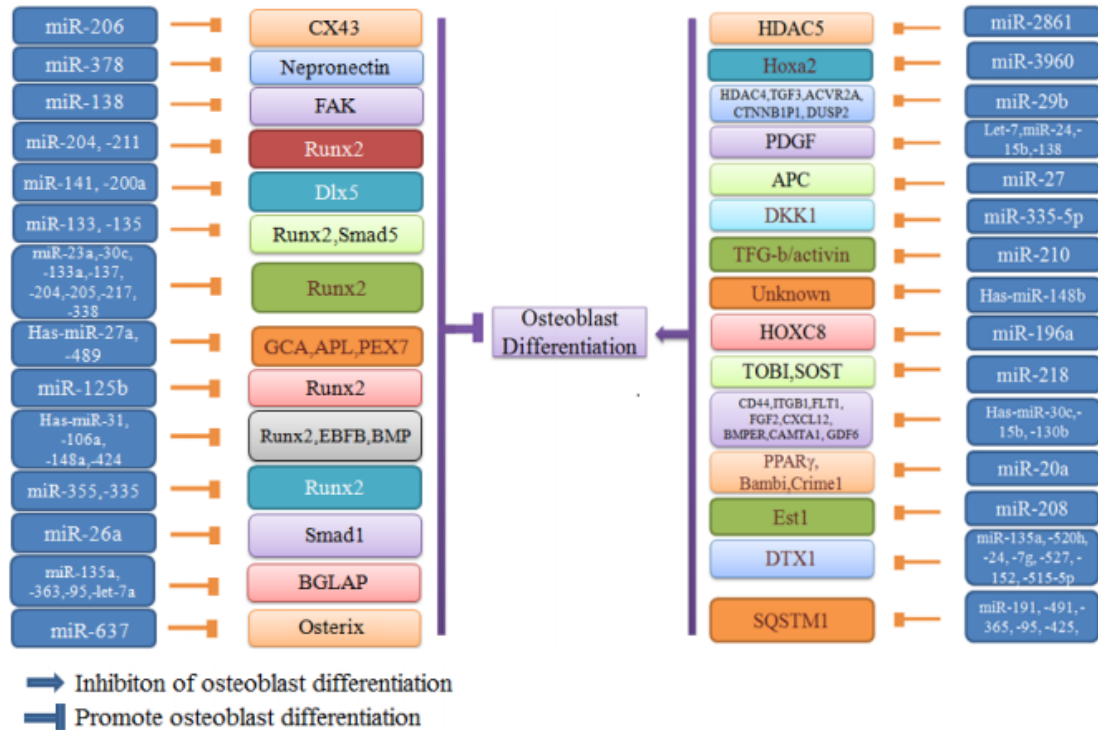 miR-206
CX43
miR-378
Nepronectin
miR-138
FAK
miR-204, -211
Runx2
miR-141, -200a
Dlx5
miR-133, -135
Runx2,Smad5
miR-23a,-30c,
-133a,-137,
-204,-205,-217,
-338
Runx2
Has-miR-27a,
-489
GCA,APL,PEX7
miR-125b
Runx2
Has-miR-31,
-106a,
-148a,-424
Runx2,EBFB,BMP
miR-355,-335
Runx2
miR-26a
Smad1
miR-135a,
-363,-95,-let-7a
BGLAP
miR-637
Osterix
Osteoblast
Differentiation
HDAC5
miR-2861
Hoxa2
miR-3960
HDAC4,TGF3,ACVR2A,
CTNNB1P1, DUSP2
miR-29b
PDGF
Let-7,miR-24,-
15b,-138
APC
miR-27
DKK1
miR-335-5p
TFG-b/activin
miR-210
Unknown
Has-miR-148b
HOXC8
miR-196a
TOBI,SOST
miR-218
CD44,ITGB1,FLT1,
FGF2,CXCL12,
BMPER,CAMTA1, GDF6
Has-miR-30c,-
15b, -130b
PPARγ,
Bambi,Crime1
miR-20a
Est1
miR-208
DTX1
miR-135a, -520h,
-24, -7g, -527, -
152, -515-5p
SQSTM1
miR-191, -491, -
365, -95, -425,
Inhibiton of osteoblast differentiation
Promote osteoblast differentiation